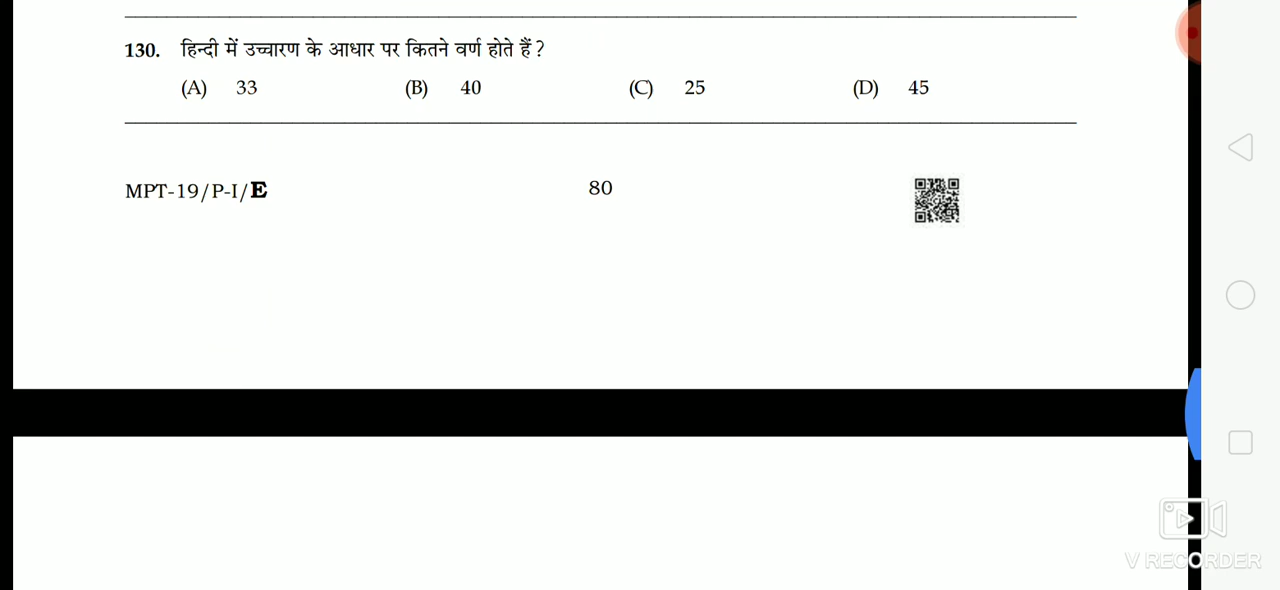 130. हिन्दी में उच्चारण के आधार पर कितने वर्ण होते हैं ?
(A) 33 (B) 40 (C) 25 (D) 45
MPT-19/P-I/E 80
V RECORDER